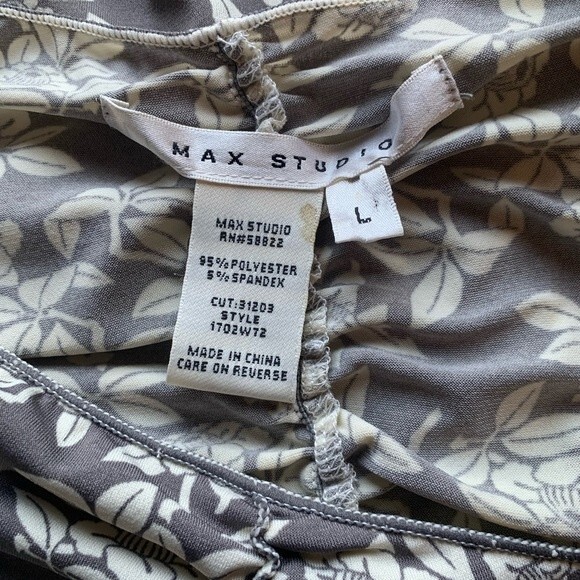 MAX STUDIO
L
MAX STUDIO
RN#58822
95% POLYESTER
5% SPANDEX
CUT:31203
STYLE
1702W72
MADE IN CHINA
CARE ON REVERSE